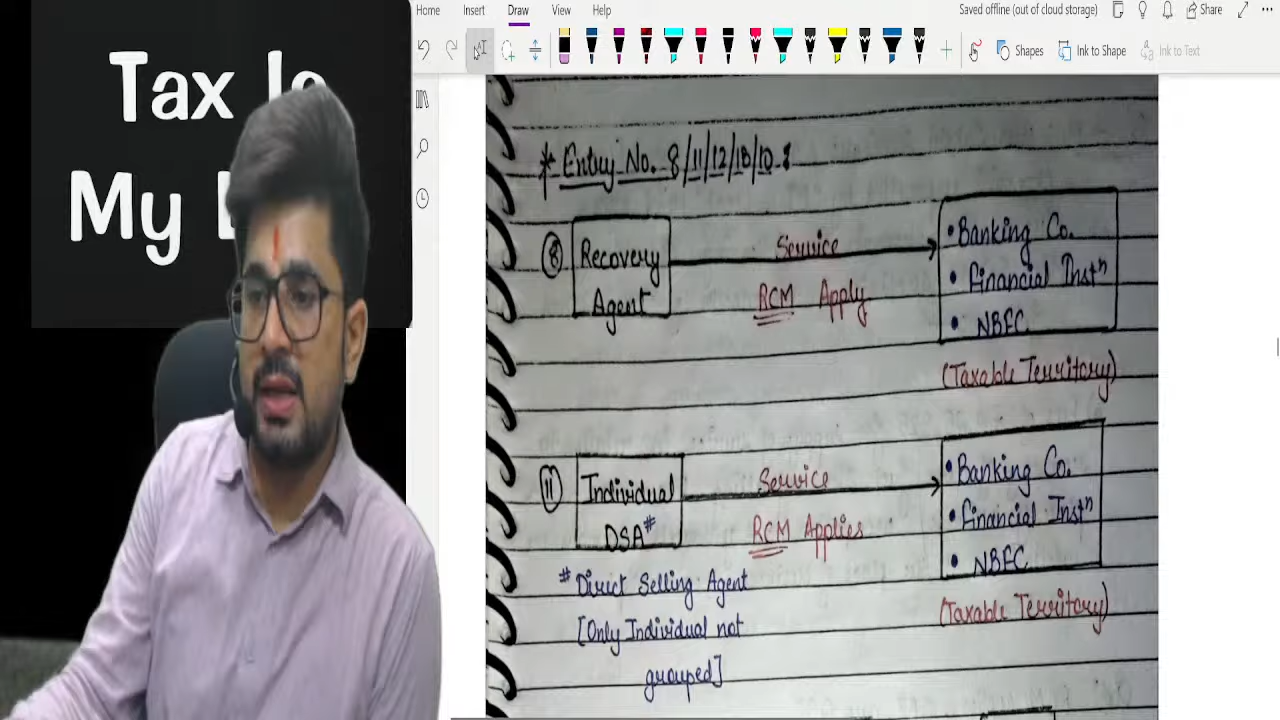 Tax Is
My
Home Insert Draw View Help
Saved offline (out of cloud storage)
Share
Shapes
Ink to Shape
Ink to Text
* Entry No. 8/11/12/18/19 :
⑧ Recovery
Agent
Service
RCM Apply
• Banking Co.
• Financial Instⁿ
• NBFC
(Taxable Territory)
⑪ Individual
DSA#
Service
RCM Applies
• Banking Co.
• Financial Instⁿ
• NBFC
(Taxable Territory)
# Direct Selling Agent
[Only Individual not
grouped]